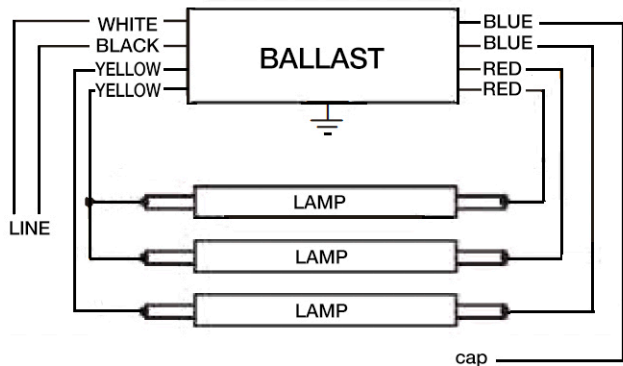 WHITE
BLACK
YELLOW
YELLOW
BALLAST
BLUE
BLUE
RED
RED
LINE
LAMP
LAMP
LAMP
cap